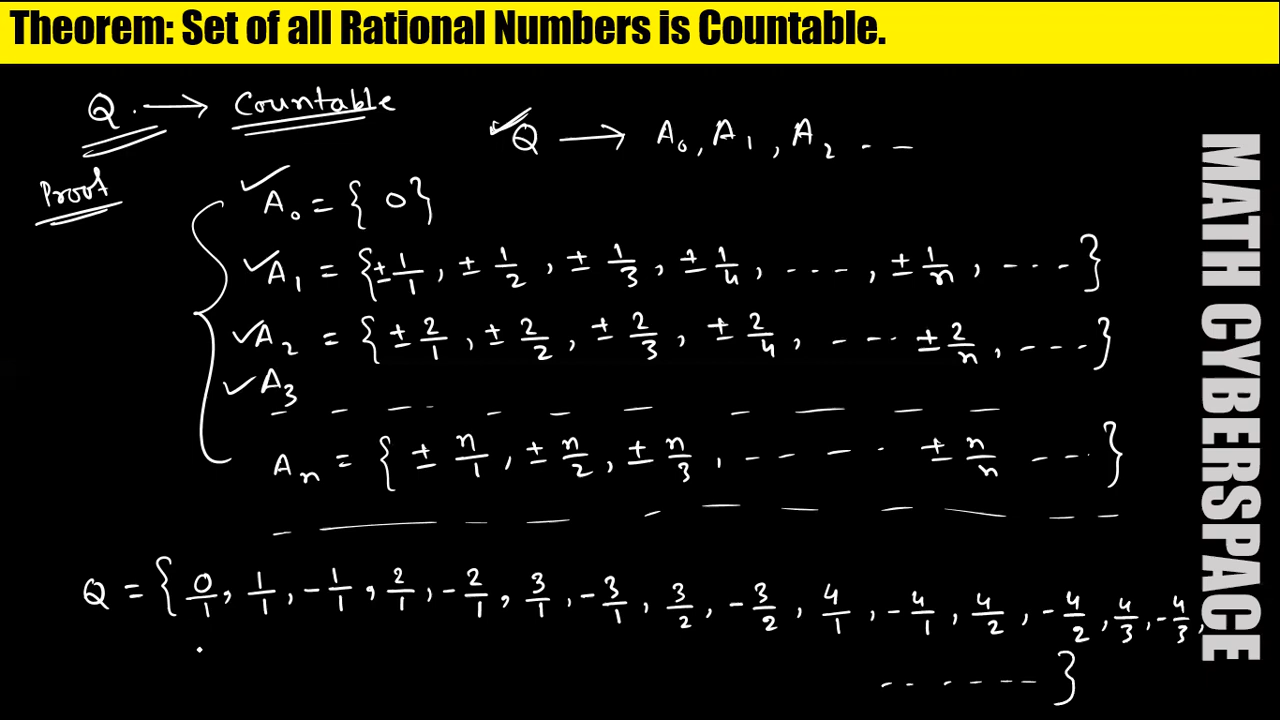 Theorem: Set of all Rational Numbers is Countable.
Q → Countable
Q → A₀, A₁, A₂ . - -
Proof
A₀ = { 0 }
A₁ = { ± 1/1, ± 1/2, ± 1/3, ± 1/4, ...., ± 1/n, .... }
A₂ = { ± 2/1, ± 2/2, ± 2/3, ± 2/4, ..... ± 2/n, .... }
A₃
Aₙ = { ± n/1, ± n/2, ± n/3, ..... ± n/n .... }
Q = { 0/1, 1/1, -1/1, 2/1, -2/1, 3/1, -3/1, 3/2, -3/2, 4/1, -4/1, 4/2, -4/2, 4/3, -4/3,
....... }
MATH CYBERSPACE